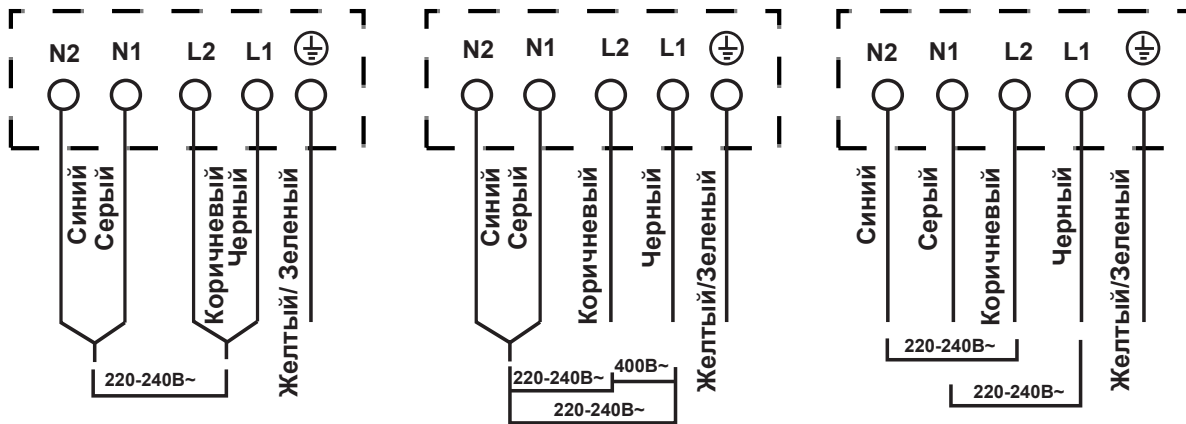 N2 N1 L2 L1
Синий
Серый
Коричневый
Черный
Желтый/ Зеленый
220-240В~
N2 N1 L2 L1
Синий
Серый
Коричневый
Черный
Желтый/Зеленый
220-240В~
400В~
220-240В~
N2 N1 L2 L1
Синий
Серый
Коричневый
Черный
Желтый/Зеленый
220-240В~
220-240В~